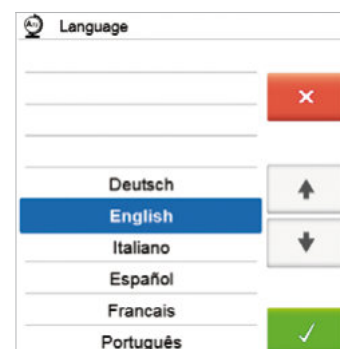 Language
Deutsch
English
Italiano
Español
Francais
Português